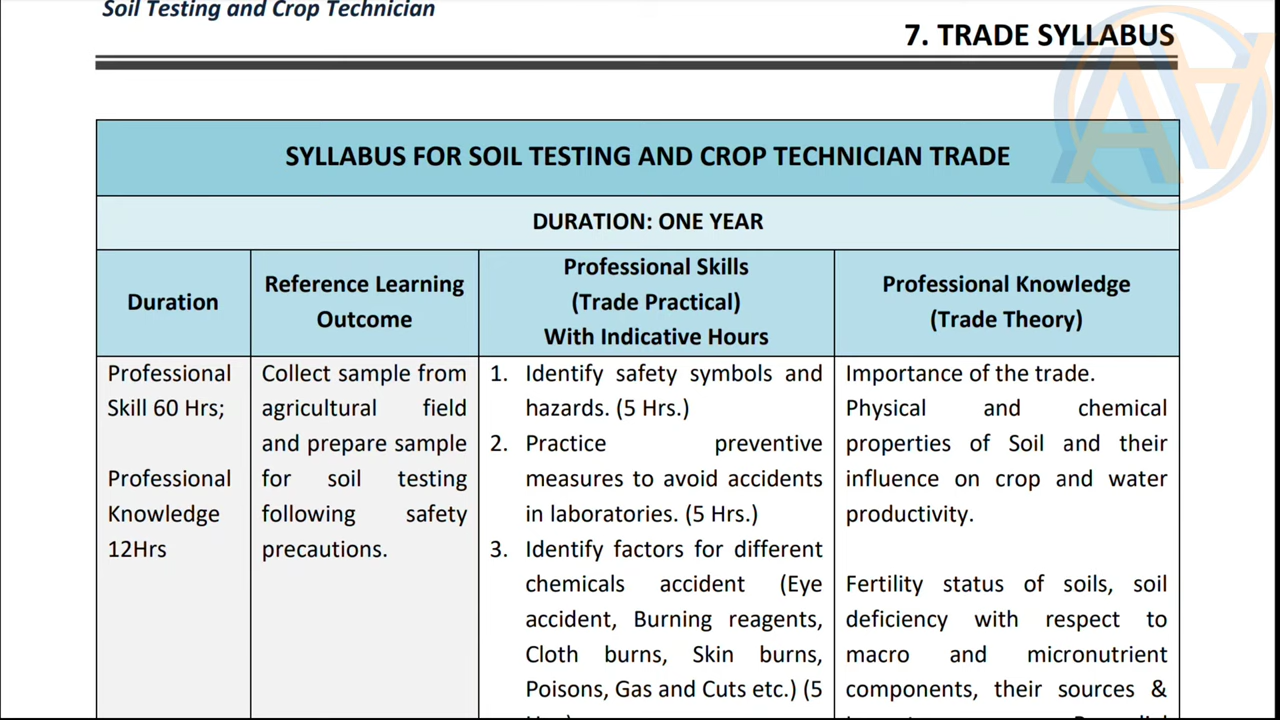 Soil Testing and Crop Technician
7. TRADE SYLLABUS
SYLLABUS FOR SOIL TESTING AND CROP TECHNICIAN TRADE
DURATION: ONE YEAR
Duration
Reference Learning
Outcome
Professional Skills
(Trade Practical)
With Indicative Hours
Professional Knowledge
(Trade Theory)
Professional
Skill 60 Hrs;
Professional
Knowledge
12Hrs
Collect sample from
agricultural field
and prepare sample
for soil testing
following safety
precautions.
1. Identify safety symbols and
hazards. (5 Hrs.)
2. Practice preventive
measures to avoid accidents
in laboratories. (5 Hrs.)
3. Identify factors for different
chemicals accident (Eye
accident, Burning reagents,
Cloth burns, Skin burns,
Poisons, Gas and Cuts etc.) (5
Importance of the trade.
Physical and chemical
properties of Soil and their
influence on crop and water
productivity.
Fertility status of soils, soil
deficiency with respect to
macro and micronutrient
components, their sources &